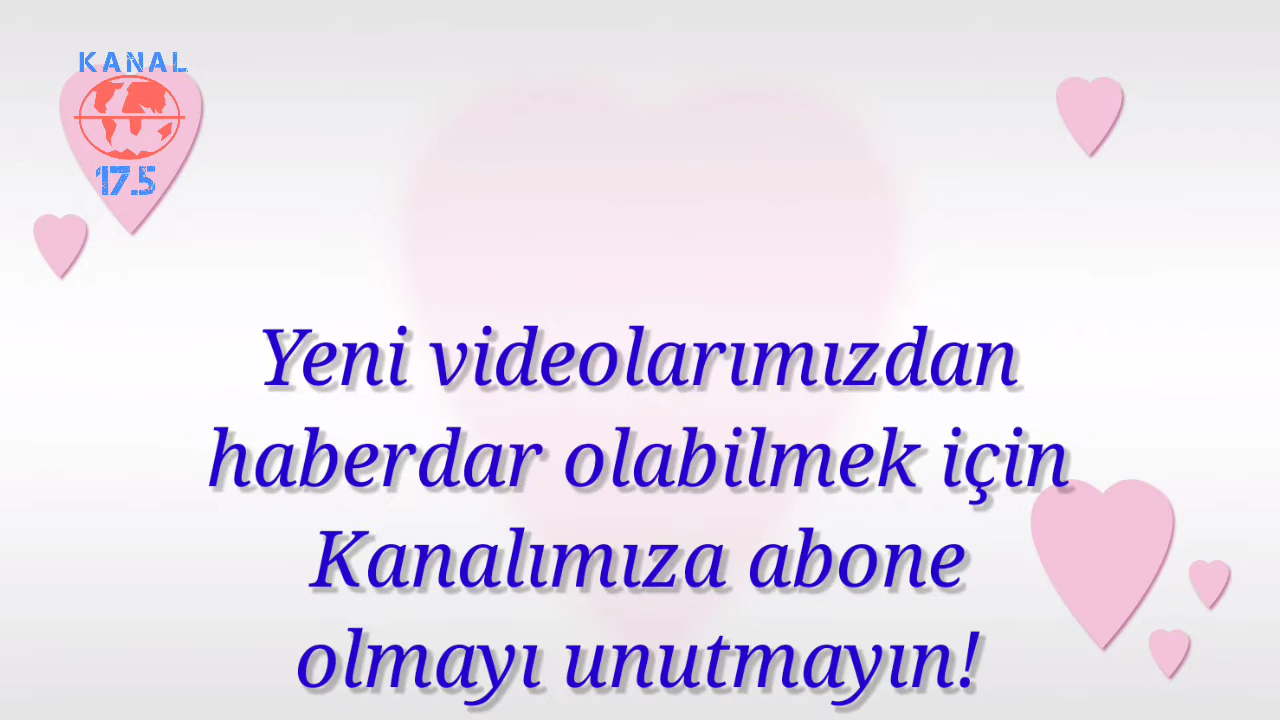 KANAL
17.5
Yeni videolarımızdan
haberdar olabilmek için
Kanalımıza abone
olmayı unutmayın!